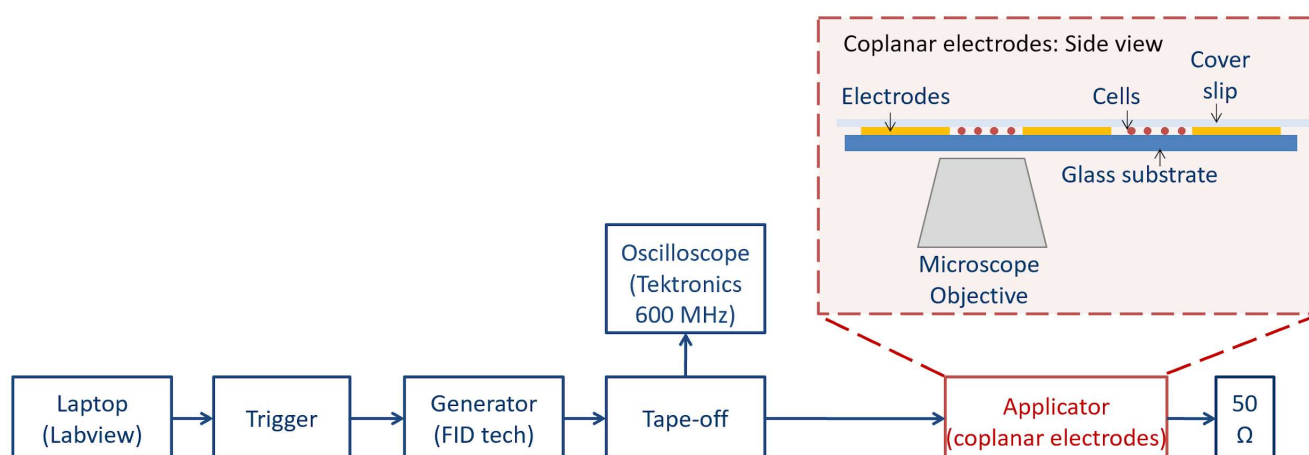 Coplanar electrodes: Side view
Cover
slip
Electrodes
Cells
Glass substrate
Microscope
Objective
Oscilloscope
(Tektronics
600 MHz)
Laptop
(Labview)
Trigger
Generator
(FID tech)
Tape-off
Applicator
(coplanar electrodes)
50
Ω